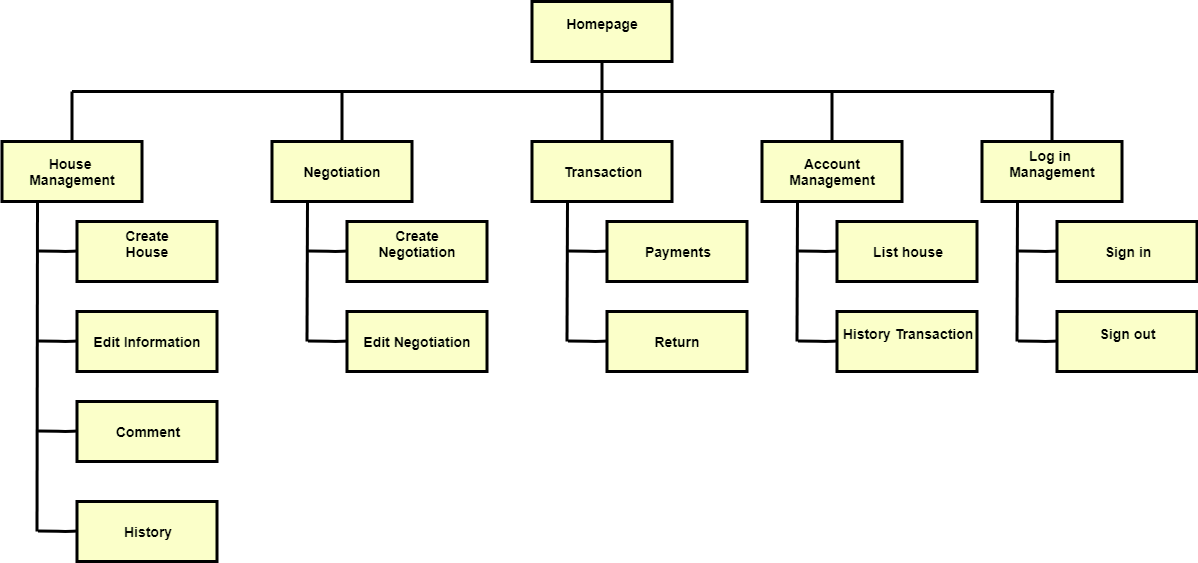 Homepage
House
Management
Negotiation
Transaction
Account
Management
Log in
Management
Create
House
Create
Negotiation
Payments
List house
Sign in
Edit Information
Edit Negotiation
Return
History Transaction
Sign out
Comment
History